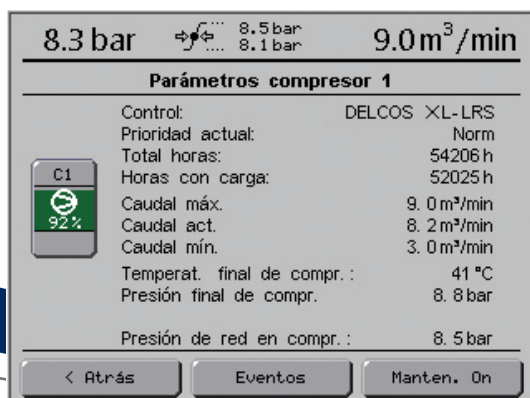 8.3 bar 8.5 bar 9.0 m³/min
8.1 bar
Parámetros compresor 1
Control: DELCOS XL-LRS
Prioridad actual: Norm
Total horas: 54206 h
Horas con carga: 52025 h
C1
92%
Caudal máx. 9.0 m³/min
Caudal act. 8.2 m³/min
Caudal mín. 3.0 m³/min
Temperat. final de compr.: 41 °C
Presión final de compr. 8.8 bar
Presión de red en compr.: 8.5 bar
< Atrás Eventos Manten. On